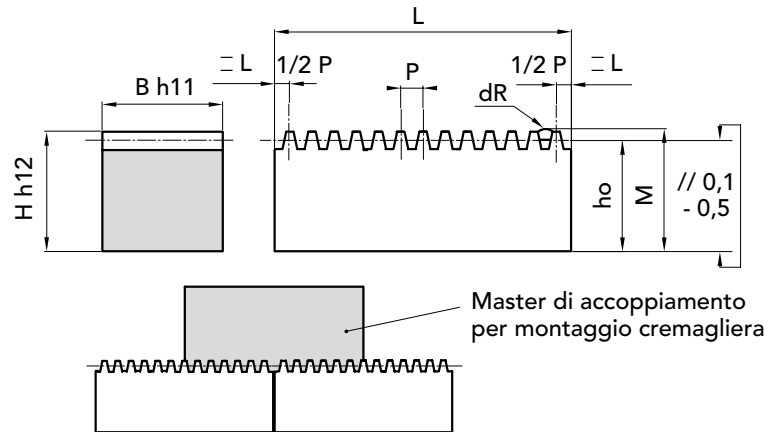 L
⌯ L
1/2 P
P
1/2 P
⌯ L
B h11
dR
H h12
ho
M
// 0,1
- 0,5
Master di accoppiamento
per montaggio cremagliera